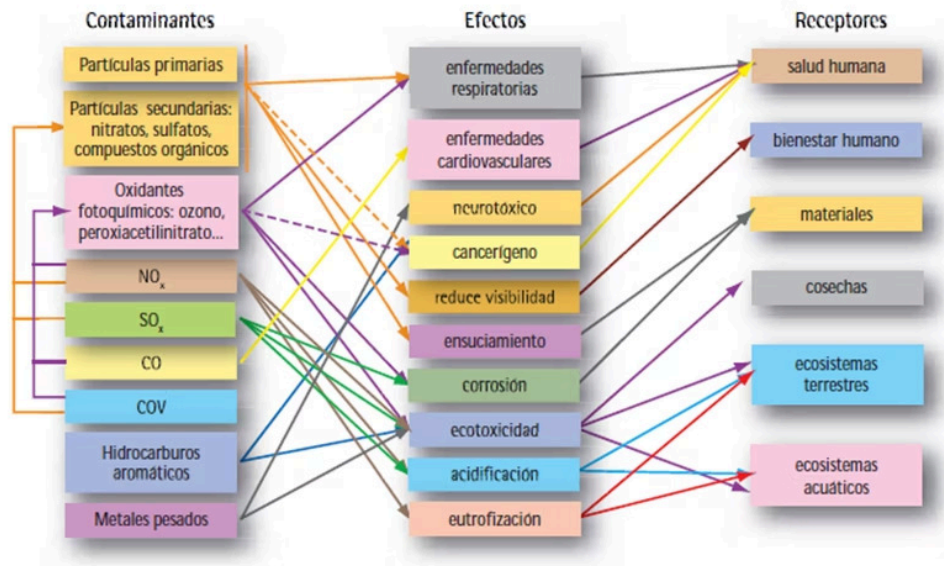 Contaminantes
Partículas primarias
Partículas secundarias:
nitratos, sulfatos,
compuestos orgánicos
Oxidantes
fotoquímicos: ozono,
peroxiacetilinitrato...
NOx
SOx
CO
COV
Hidrocarburos
aromáticos
Metales pesados
Efectos
enfermedades
respiratorias
enfermedades
cardiovasculares
neurotóxico
cancerígeno
reduce visibilidad
ensuciamiento
corrosión
ecotoxicidad
acidificación
eutrofización
Receptores
salud humana
bienestar humano
materiales
cosechas
ecosistemas
terrestres
ecosistemas
acuáticos